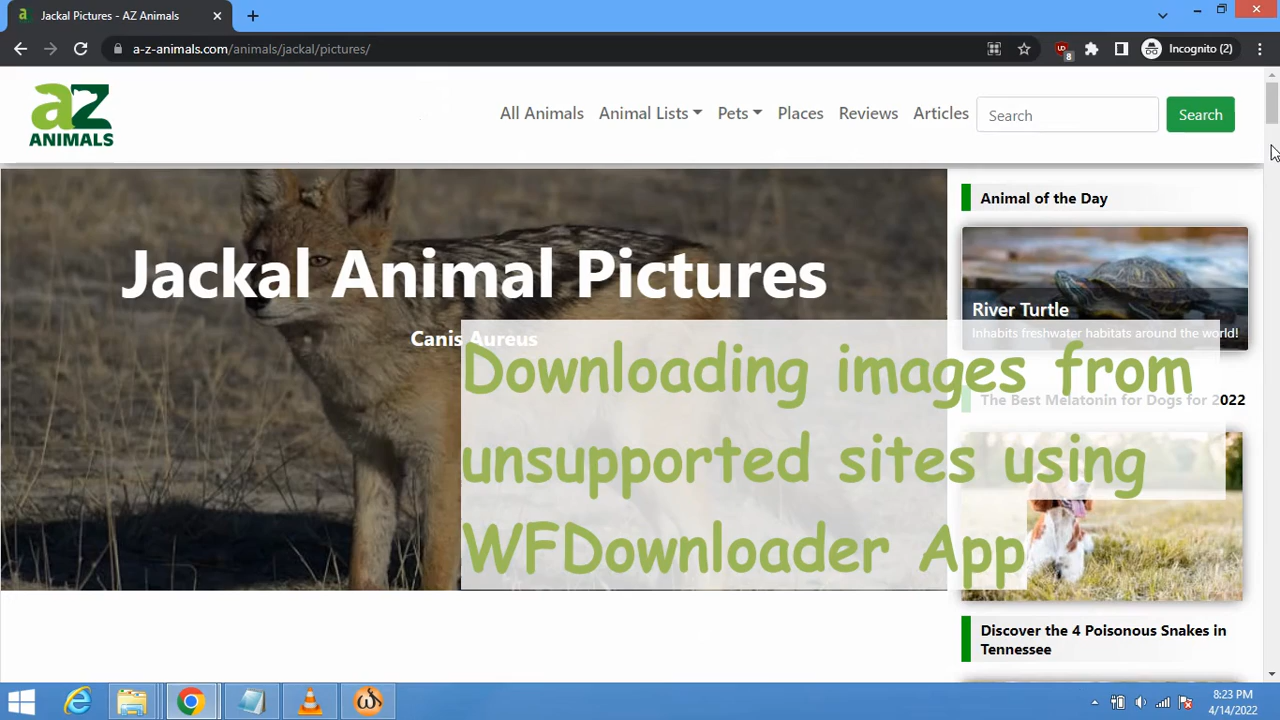 Jackal Pictures - AZ Animals
a-z-animals.com/animals/jackal/pictures/
8
Incognito (2)
az
ANIMALS
All Animals
Animal Lists
Pets
Places
Reviews
Articles
Search
Search
Jackal Animal Pictures
Canis Aureus
Downloading images from
unsupported sites using
WFDownloader App
Animal of the Day
River Turtle
Inhabits freshwater habitats around the world!
The Best Melatonin for Dogs for 2022
Discover the 4 Poisonous Snakes in
Tennessee
8:23 PM
4/14/2022